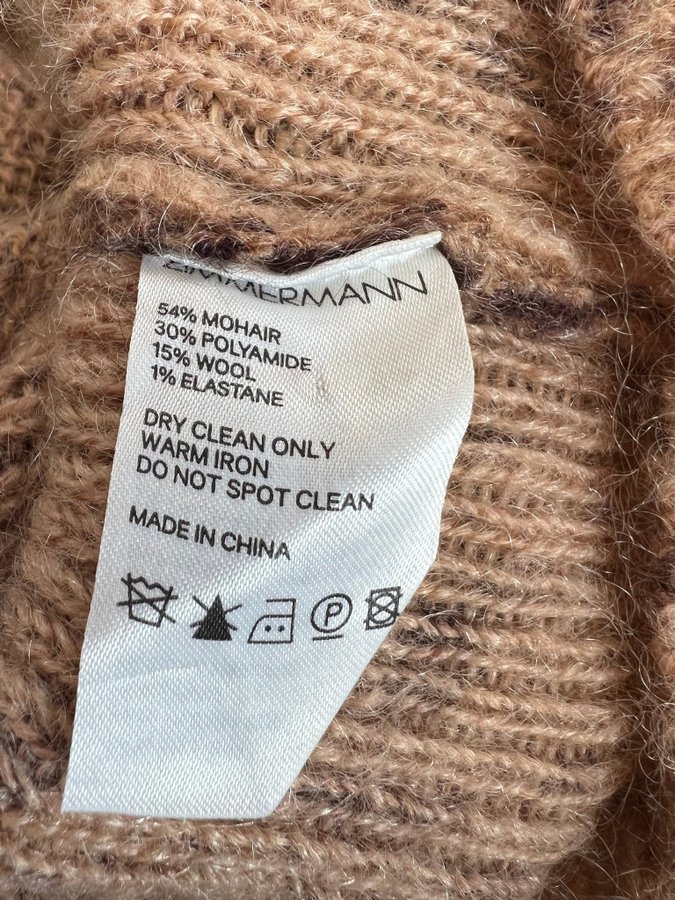 ZIMMERMANN
54% MOHAIR
30% POLYAMIDE
15% WOOL
1% ELASTANE
DRY CLEAN ONLY
WARM IRON
DO NOT SPOT CLEAN
MADE IN CHINA
P